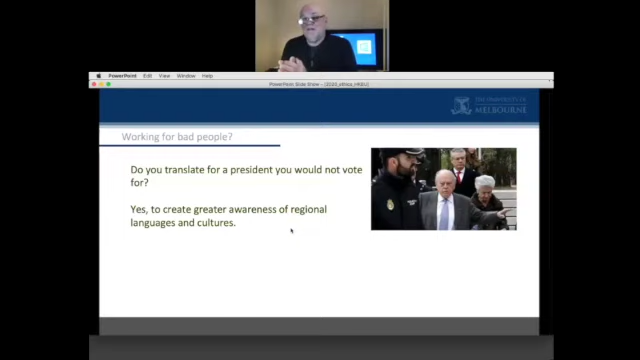 PowerPoint Edit View Window Help
THE UNIVERSITY OF
MELBOURNE
Working for bad people?
Do you translate for a president you would not vote
for?
Yes, to create greater awareness of regional
languages and cultures.